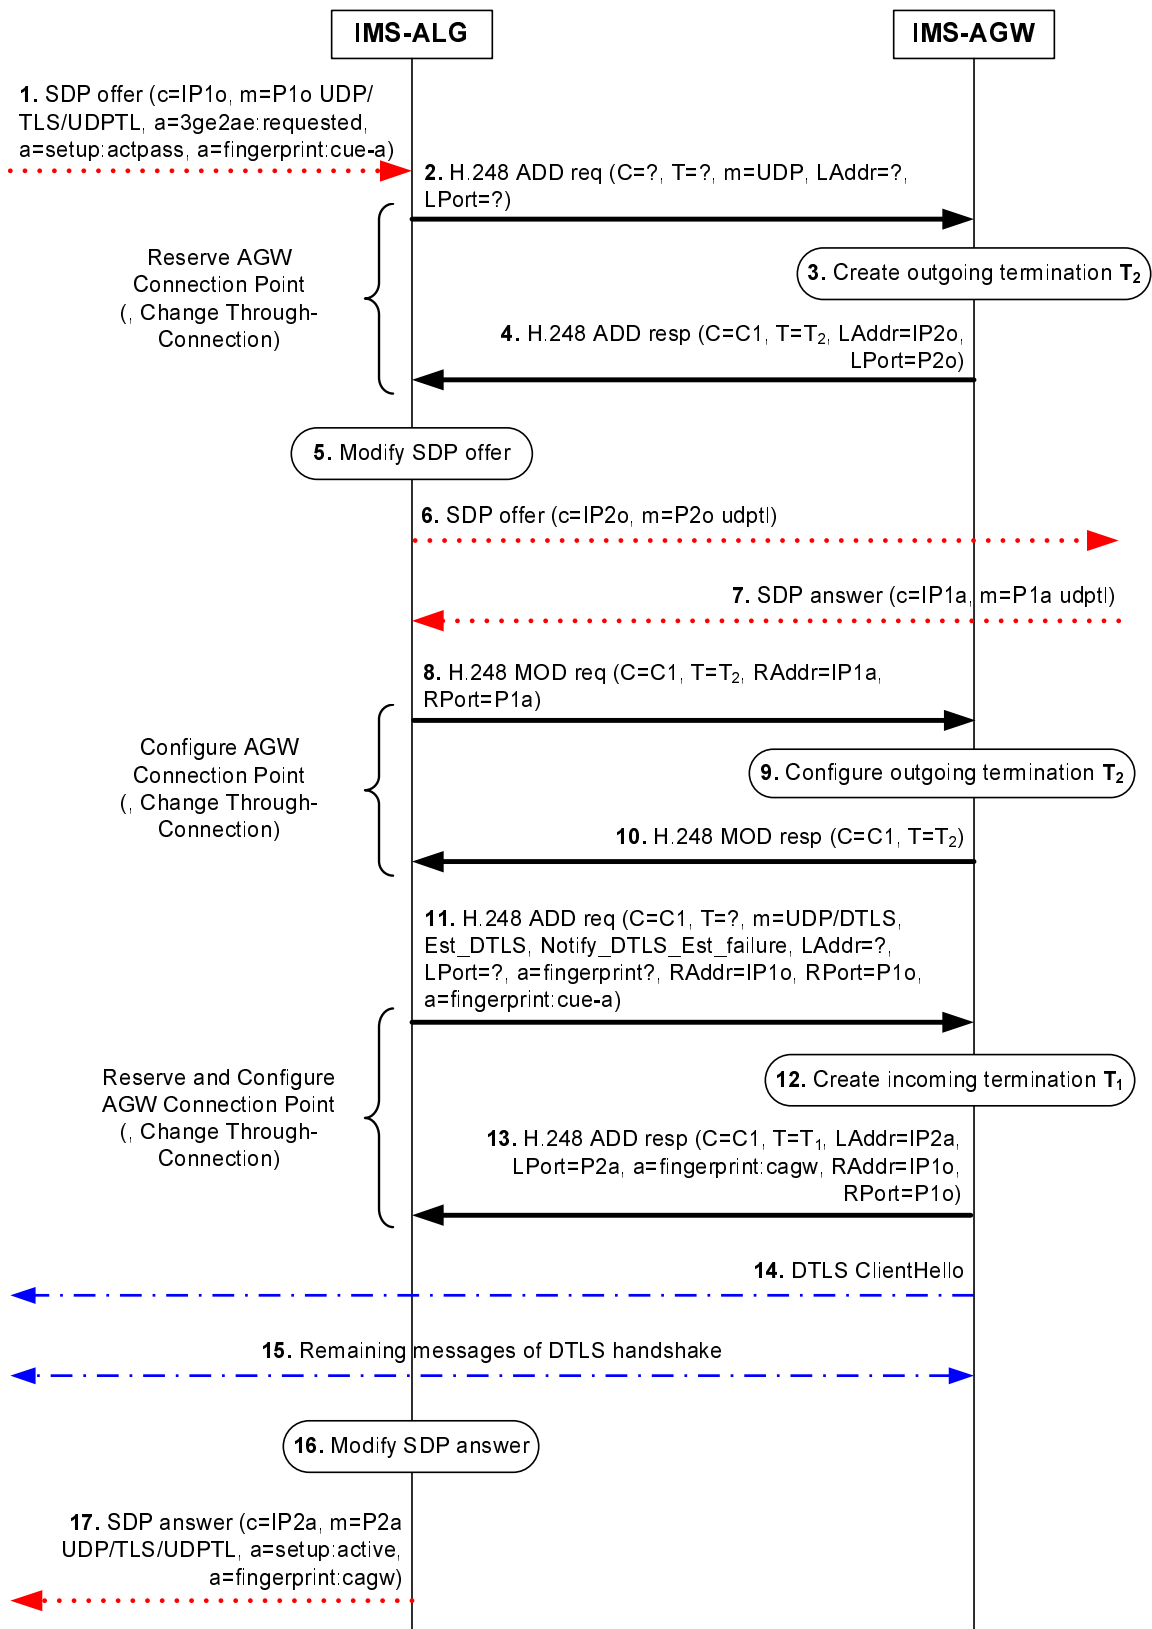 IMS-ALG
IMS-AGW
1. SDP offer (c=IP1o, m=P1o UDP/
TLS/UDPTL, a=3ge2ae:requested,
a=setup:actpass, a=fingerprint:cue-a)
2. H.248 ADD req (C=?, T=?, m=UDP, LAddr=?,
LPort=?)
Reserve AGW
Connection Point
(, Change Through-
Connection)
3. Create outgoing termination T2
4. H.248 ADD resp (C=C1, T=T2, LAddr=IP2o,
LPort=P2o)
5. Modify SDP offer
6. SDP offer (c=IP2o, m=P2o udptl)
7. SDP answer (c=IP1a, m=P1a udptl)
8. H.248 MOD req (C=C1, T=T2, RAddr=IP1a,
RPort=P1a)
Configure AGW
Connection Point
(, Change Through-
Connection)
9. Configure outgoing termination T2
10. H.248 MOD resp (C=C1, T=T2)
11. H.248 ADD req (C=C1, T=?, m=UDP/DTLS,
Est_DTLS, Notify_DTLS_Est_failure, LAddr=?,
LPort=?, a=fingerprint?, RAddr=IP1o, RPort=P1o,
a=fingerprint:cue-a)
Reserve and Configure
AGW Connection Point
(, Change Through-
Connection)
12. Create incoming termination T1
13. H.248 ADD resp (C=C1, T=T1, LAddr=IP2a,
LPort=P2a, a=fingerprint:cagw, RAddr=IP1o,
RPort=P1o)
14. DTLS ClientHello
15. Remaining messages of DTLS handshake
16. Modify SDP answer
17. SDP answer (c=IP2a, m=P2a
UDP/TLS/UDPTL, a=setup:active,
a=fingerprint:cagw)